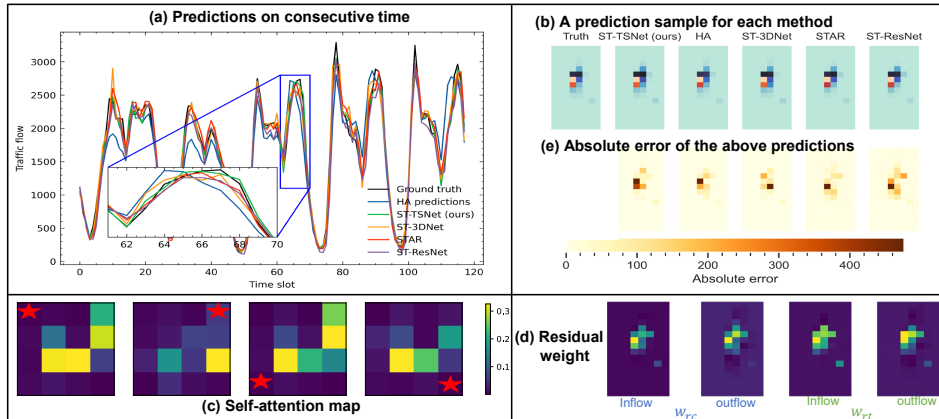 (a) Predictions on consecutive time
Traffic flow
3000
2500
2000
1500
1000
500
0
62 64 66 68 70
Ground truth
HA predictions
ST-TSNet (ours)
ST-3DNet
STAR
ST-ResNet
0 20 40 60 80 100 120
Time slot
(b) A prediction sample for each method
Truth ST-TSNet (ours) HA ST-3DNet STAR ST-ResNet
(e) Absolute error of the above predictions
0 100 200 300 400
Absolute error
0.3
0.2
0.1
(c) Self-attention map
(d) Residual
weight
Inflow outflow Inflow outflow
w_rc w_rt